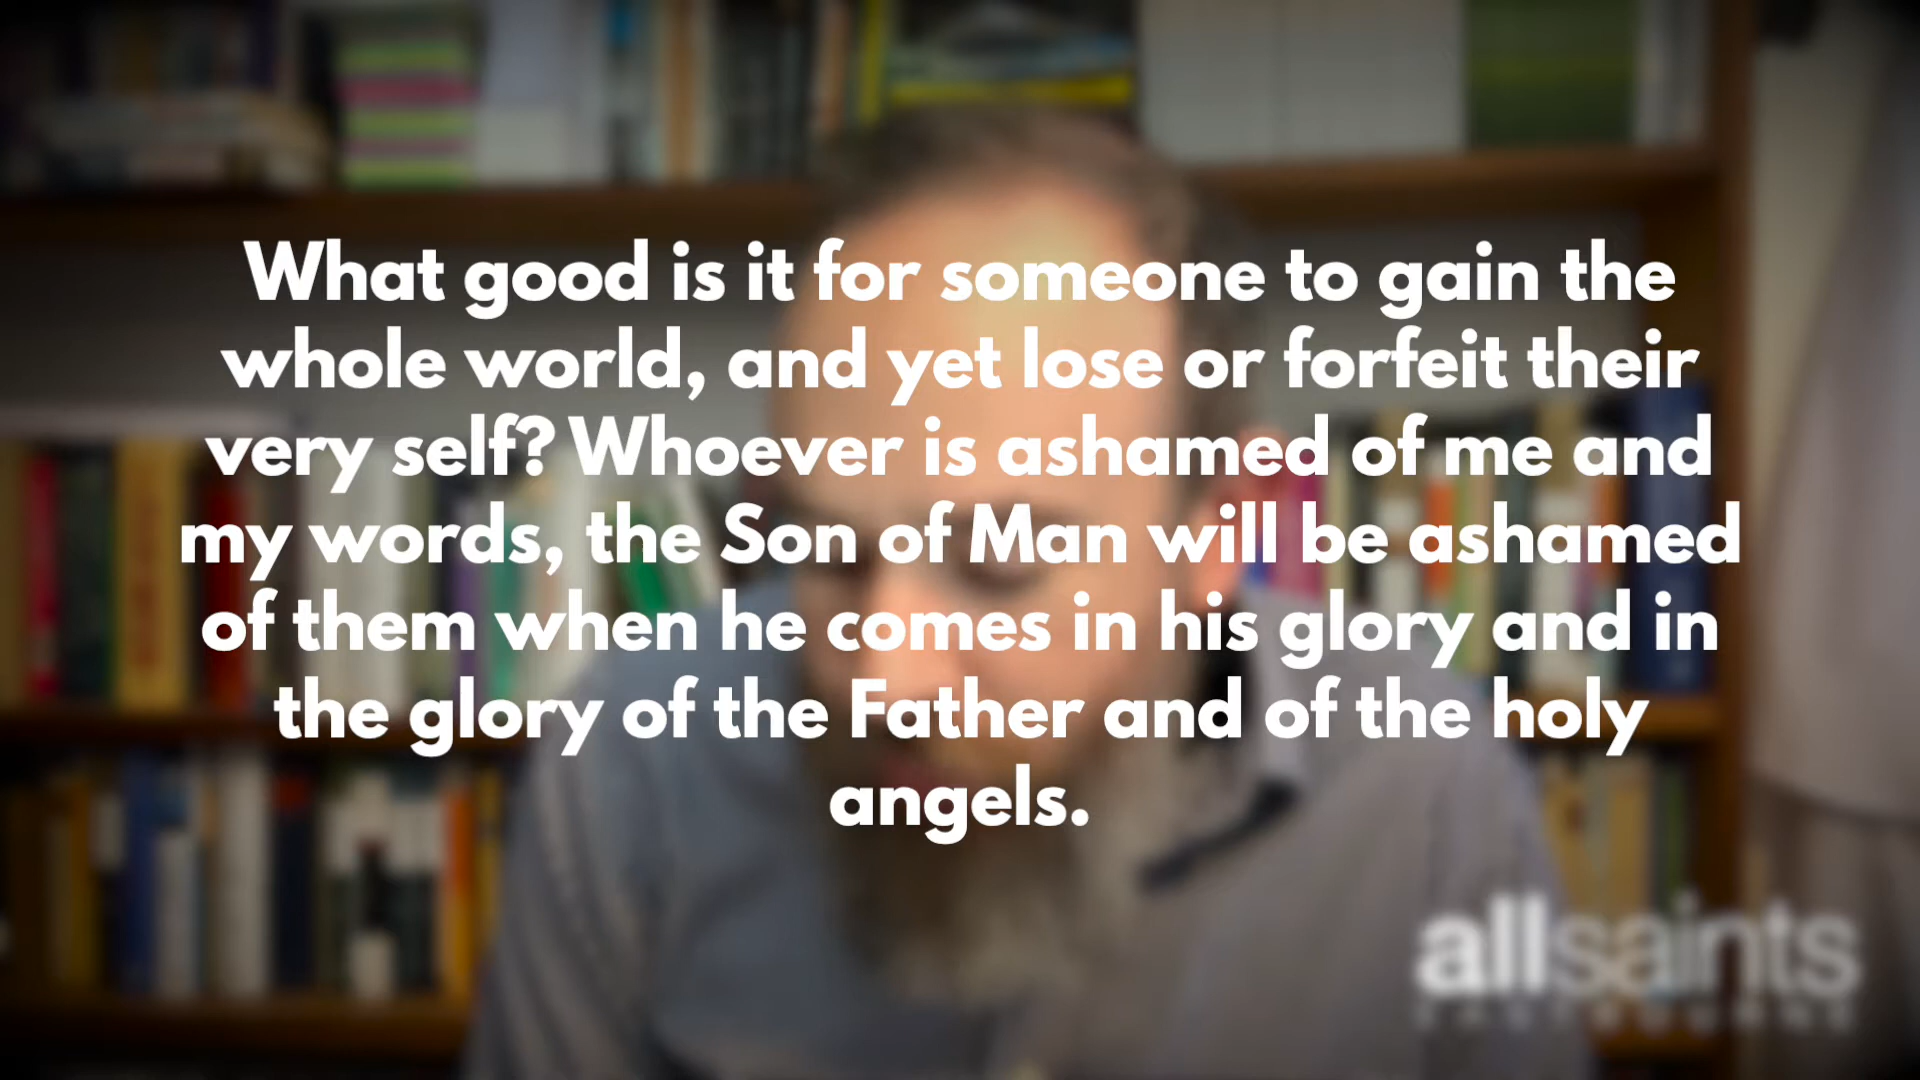 What good is it for someone to gain the
whole world, and yet lose or forfeit their
very self? Whoever is ashamed of me and
my words, the Son of Man will be ashamed
of them when he comes in his glory and in
the glory of the Father and of the holy
angels.
allsaints
EASTBOURNE